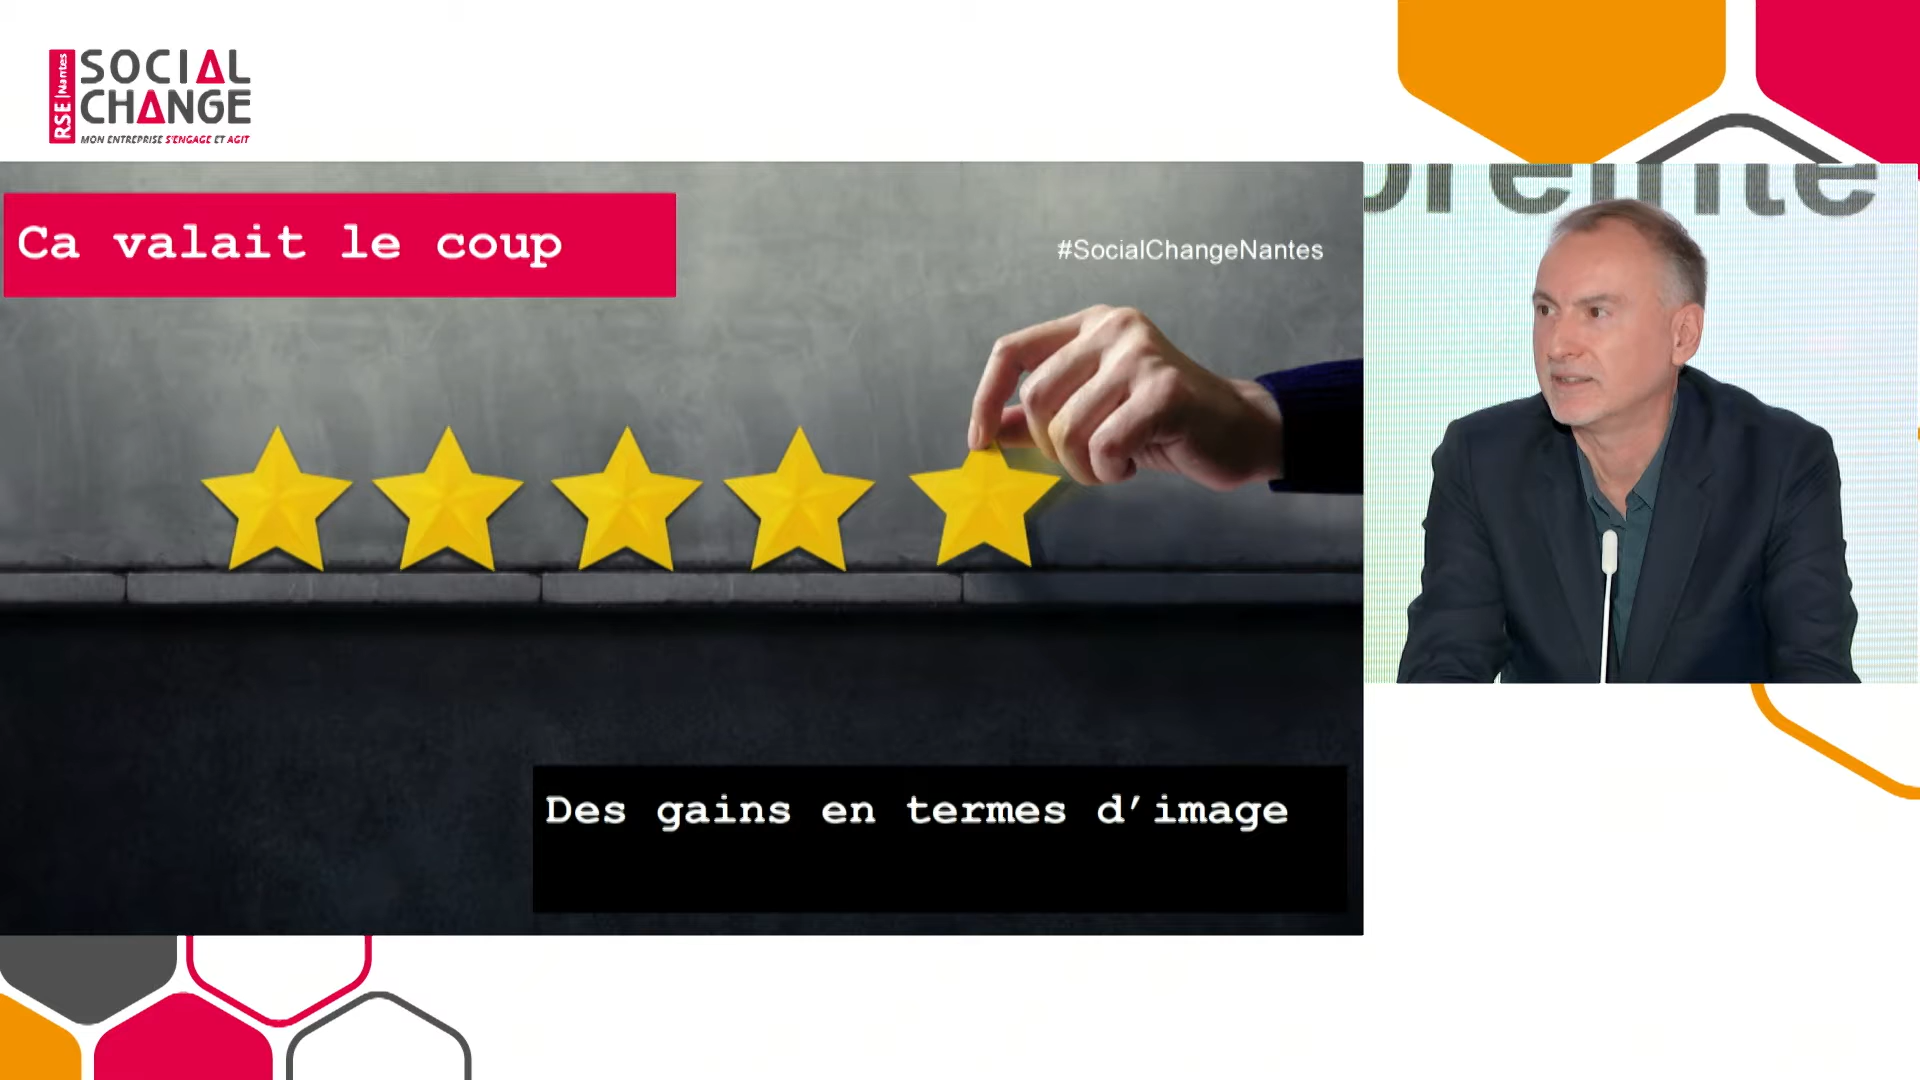 RSE | Nantes
SOCIAL
CHANGE
MON ENTREPRISE S'ENGAGE ET AGIT
Ca valait le coup
#SocialChangeNantes
preinte
Des gains en termes d’image